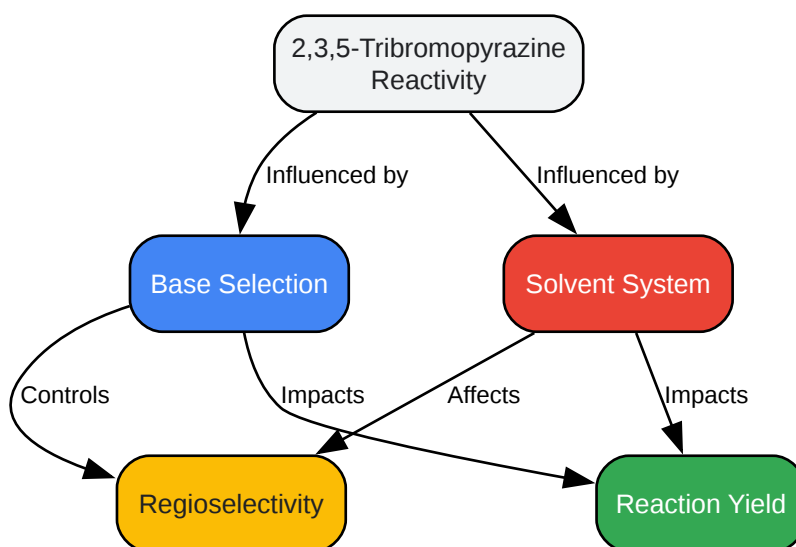 2,3,5-Tribromopyrazine
Reactivity
Influenced by
Influenced by
Base Selection
Solvent System
Controls
Impacts
Affects
Impacts
Regioselectivity
Reaction Yield